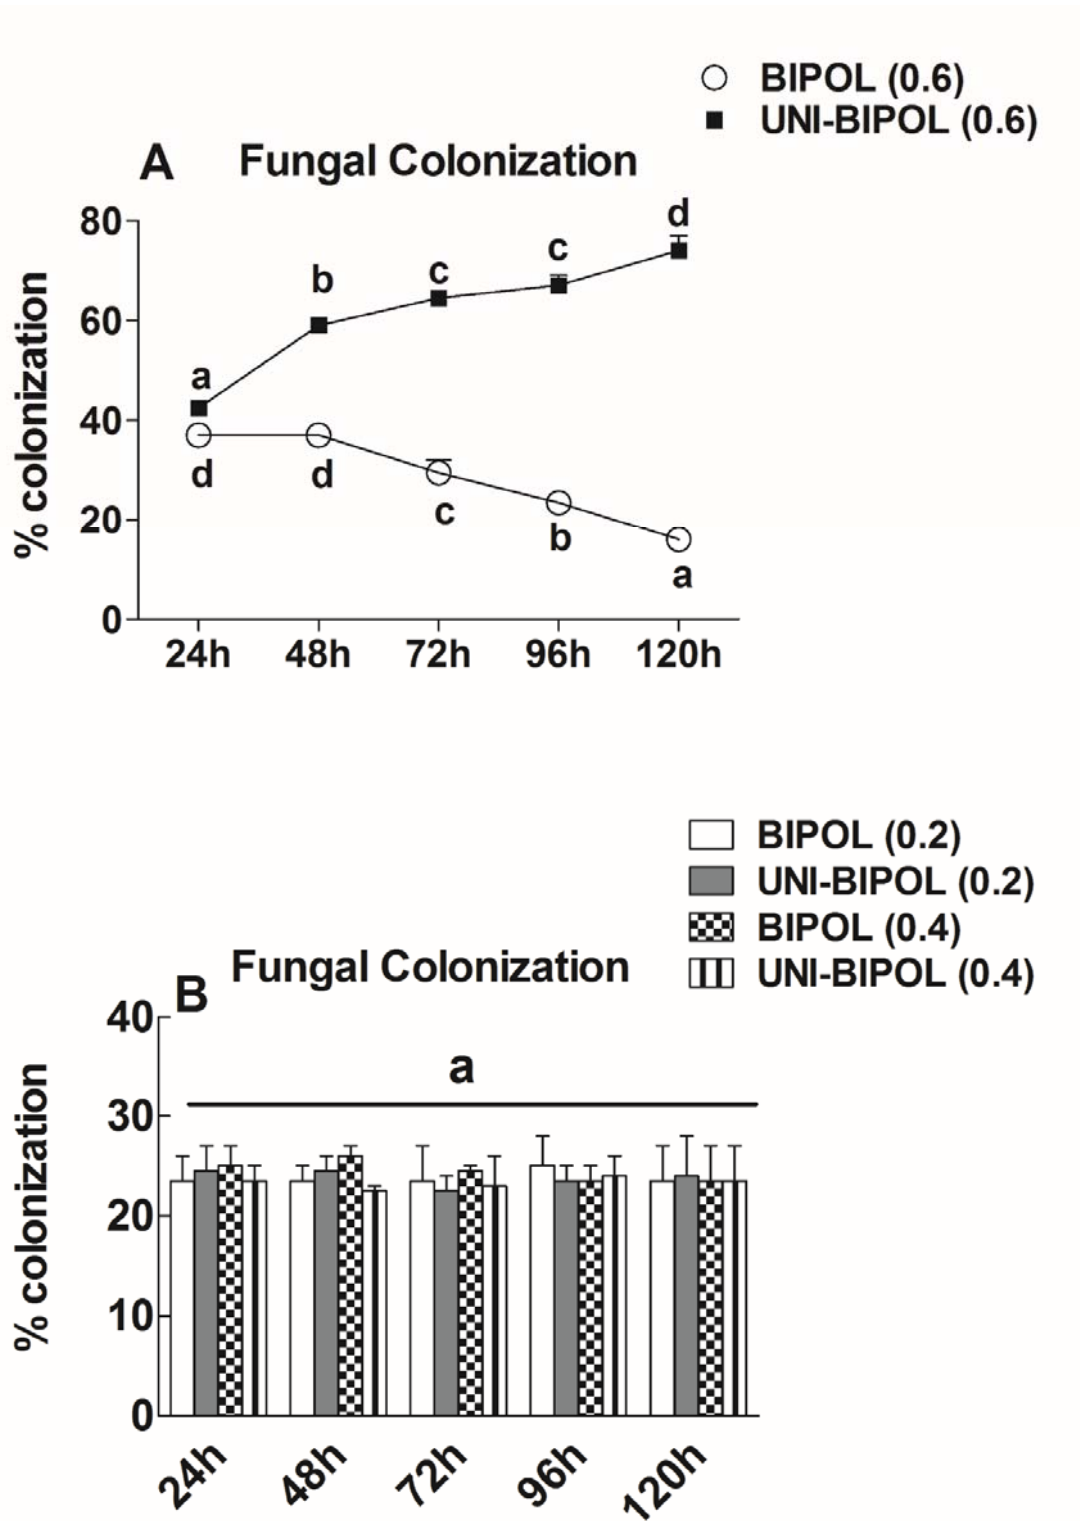 BIPOL (0.6)
UNI-BIPOL (0.6)
A Fungal Colonization
% colonization
80
60
40
20
0
a
b
c
c
d
d
d
c
b
a
24h 48h 72h 96h 120h
BIPOL (0.2)
UNI-BIPOL (0.2)
BIPOL (0.4)
UNI-BIPOL (0.4)
B Fungal Colonization
% colonization
40
30
20
10
0
a
24h 48h 72h 96h 120h